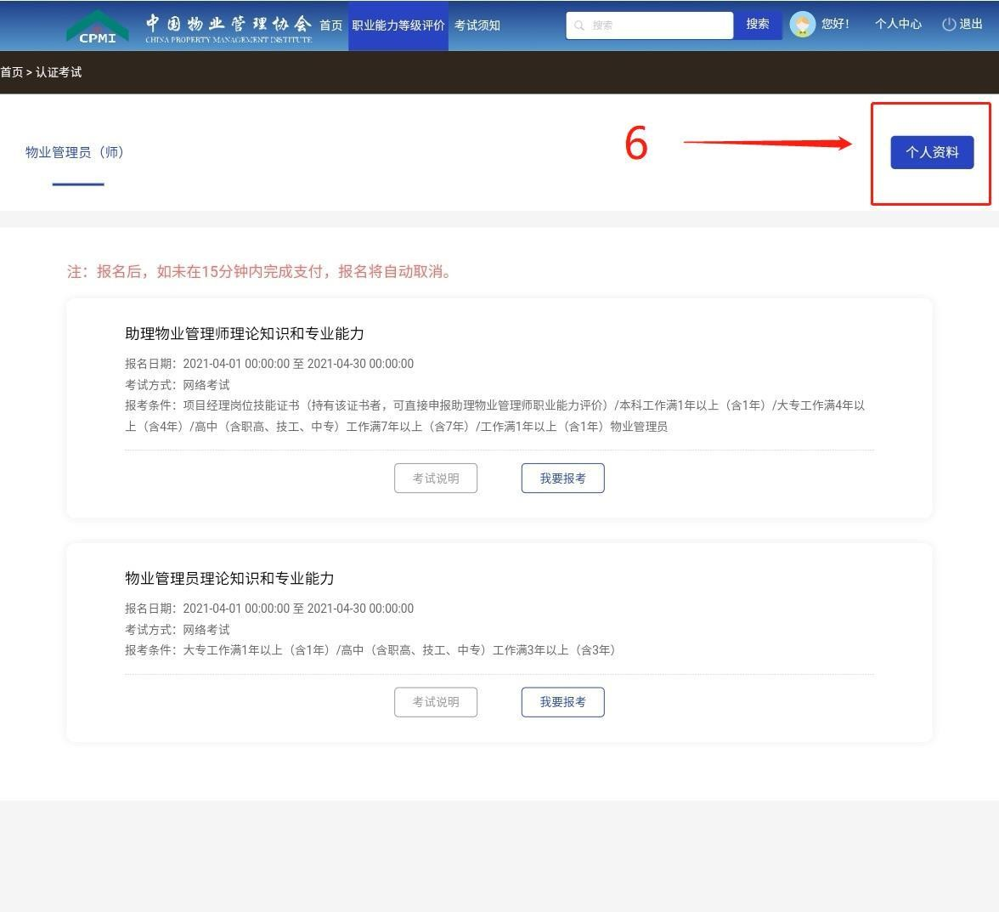 CPMI
中国物业管理协会
CHINA PROPERTY MANAGEMENT INSTITUTE
首页 职业能力等级评价 考试须知
搜索 搜索 您好！ 个人中心 退出
首页 > 认证考试
物业管理员（师）
6
个人资料
注：报名后，如未在15分钟内完成支付，报名将自动取消。
助理物业管理师理论知识和专业能力
报名日期：2021-04-01 00:00:00 至 2021-04-30 00:00:00
考试方式：网络考试
报考条件：项目经理岗位技能证书（持有该证书者，可直接申报助理物业管理师职业能力评价）/本科工作满1年以上（含1年）/大专工作满4年以
上（含4年）/高中（含职高、技工、中专）工作满7年以上（含7年）/工作满1年以上（含1年）物业管理员
考试说明 我要报考
物业管理员理论知识和专业能力
报名日期：2021-04-01 00:00:00 至 2021-04-30 00:00:00
考试方式：网络考试
报考条件：大专工作满1年以上（含1年）/高中（含职高、技工、中专）工作满3年以上（含3年）
考试说明 我要报考